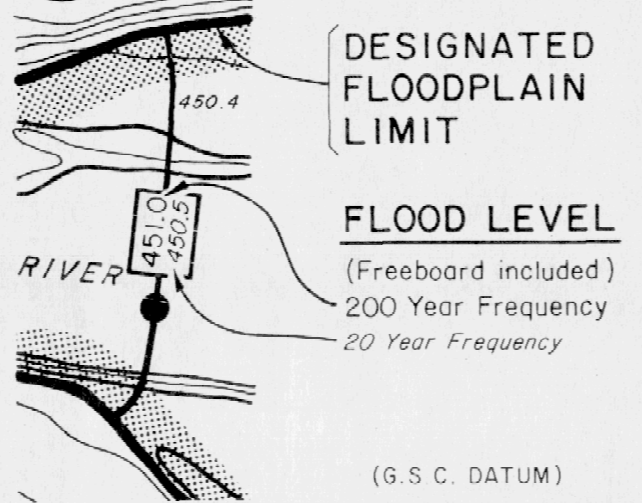 DESIGNATED
FLOODPLAIN
LIMIT
450.4
451.0
450.5
RIVER
FLOOD LEVEL
(Freeboard included)
200 Year Frequency
20 Year Frequency
(G.S.C. DATUM)